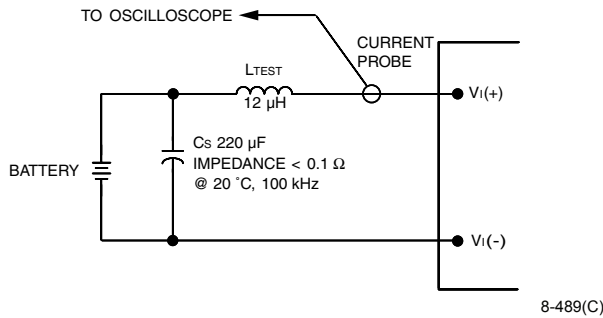 TO OSCILLOSCOPE
CURRENT
PROBE
LTEST
12 µH
VI(+)
CS 220 µF
IMPEDANCE < 0.1 Ω
@ 20 ˚C, 100 kHz
BATTERY
VI(-)
8-489(C)